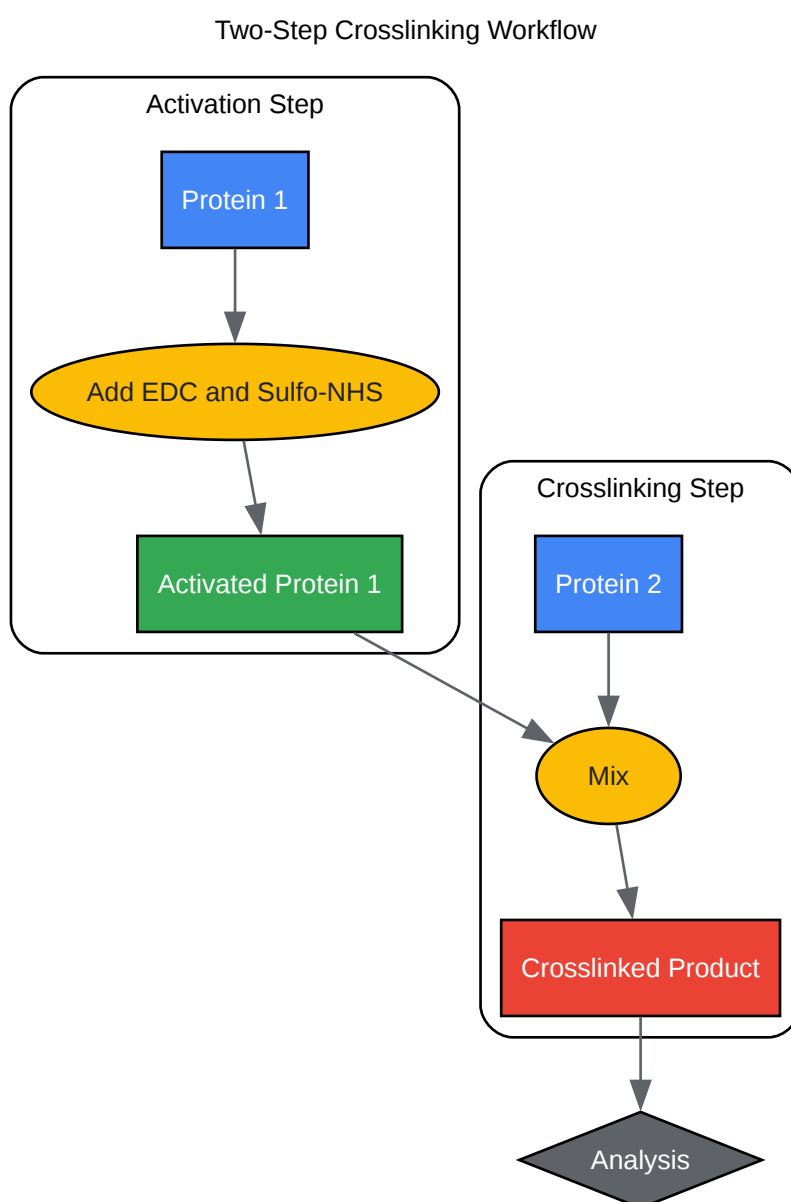 Two-Step Crosslinking Workflow
Activation Step
Protein 1
Add EDC and Sulfo-NHS
Activated Protein 1
Crosslinking Step
Protein 2
Mix
Crosslinked Product
Analysis